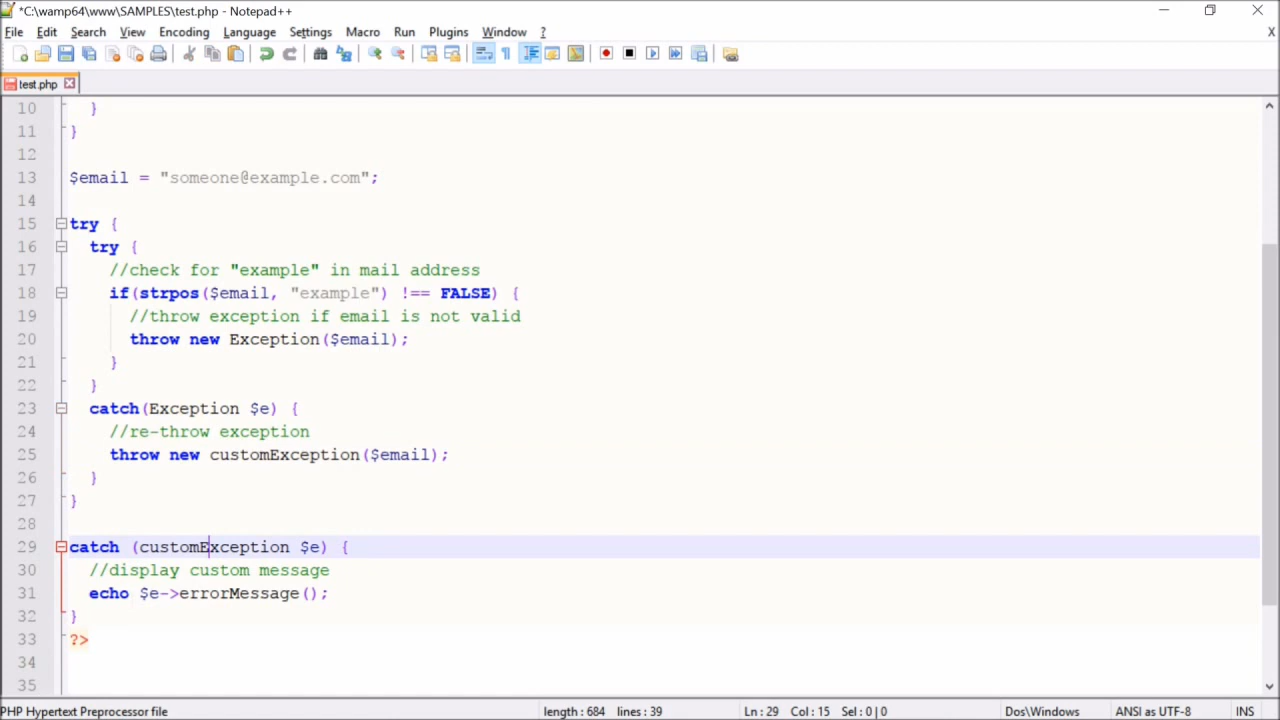 *C:\wamp64\www\SAMPLES\test.php - Notepad++
File Edit Search View Encoding Language Settings Macro Run Plugins Window ? X
test.php
10 }
11 }
12
13 $email = "someone@example.com";
14
15 try {
16 try {
17 //check for "example" in mail address
18 if(strpos($email, "example") !== FALSE) {
19 //throw exception if email is not valid
20 throw new Exception($email);
21 }
22 }
23 catch(Exception $e) {
24 //re-throw exception
25 throw new customException($email);
26 }
27 }
28
29 catch (customException $e) {
30 //display custom message
31 echo $e->errorMessage();
32 }
33 ?>
34
35
PHP Hypertext Preprocessor file length : 684 lines : 39 Ln : 29 Col : 15 Sel : 0 | 0 Dos\Windows ANSI as UTF-8 INS